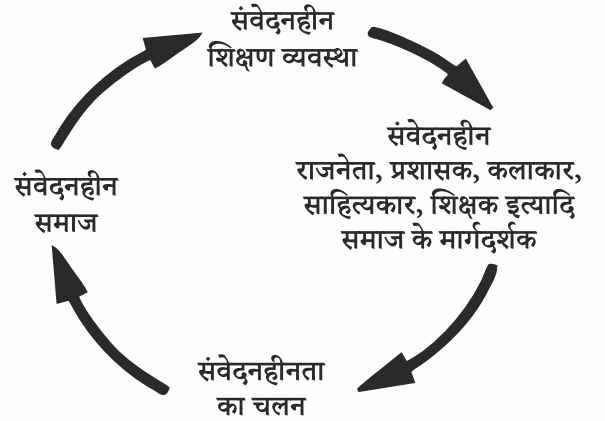 संवेदनहीन
शिक्षण व्यवस्था
संवेदनहीन
राजनेता, प्रशासक, कलाकार,
साहित्यकार, शिक्षक इत्यादि
समाज के मार्गदर्शक
संवेदनहीनता
का चलन
संवेदनहीन
समाज